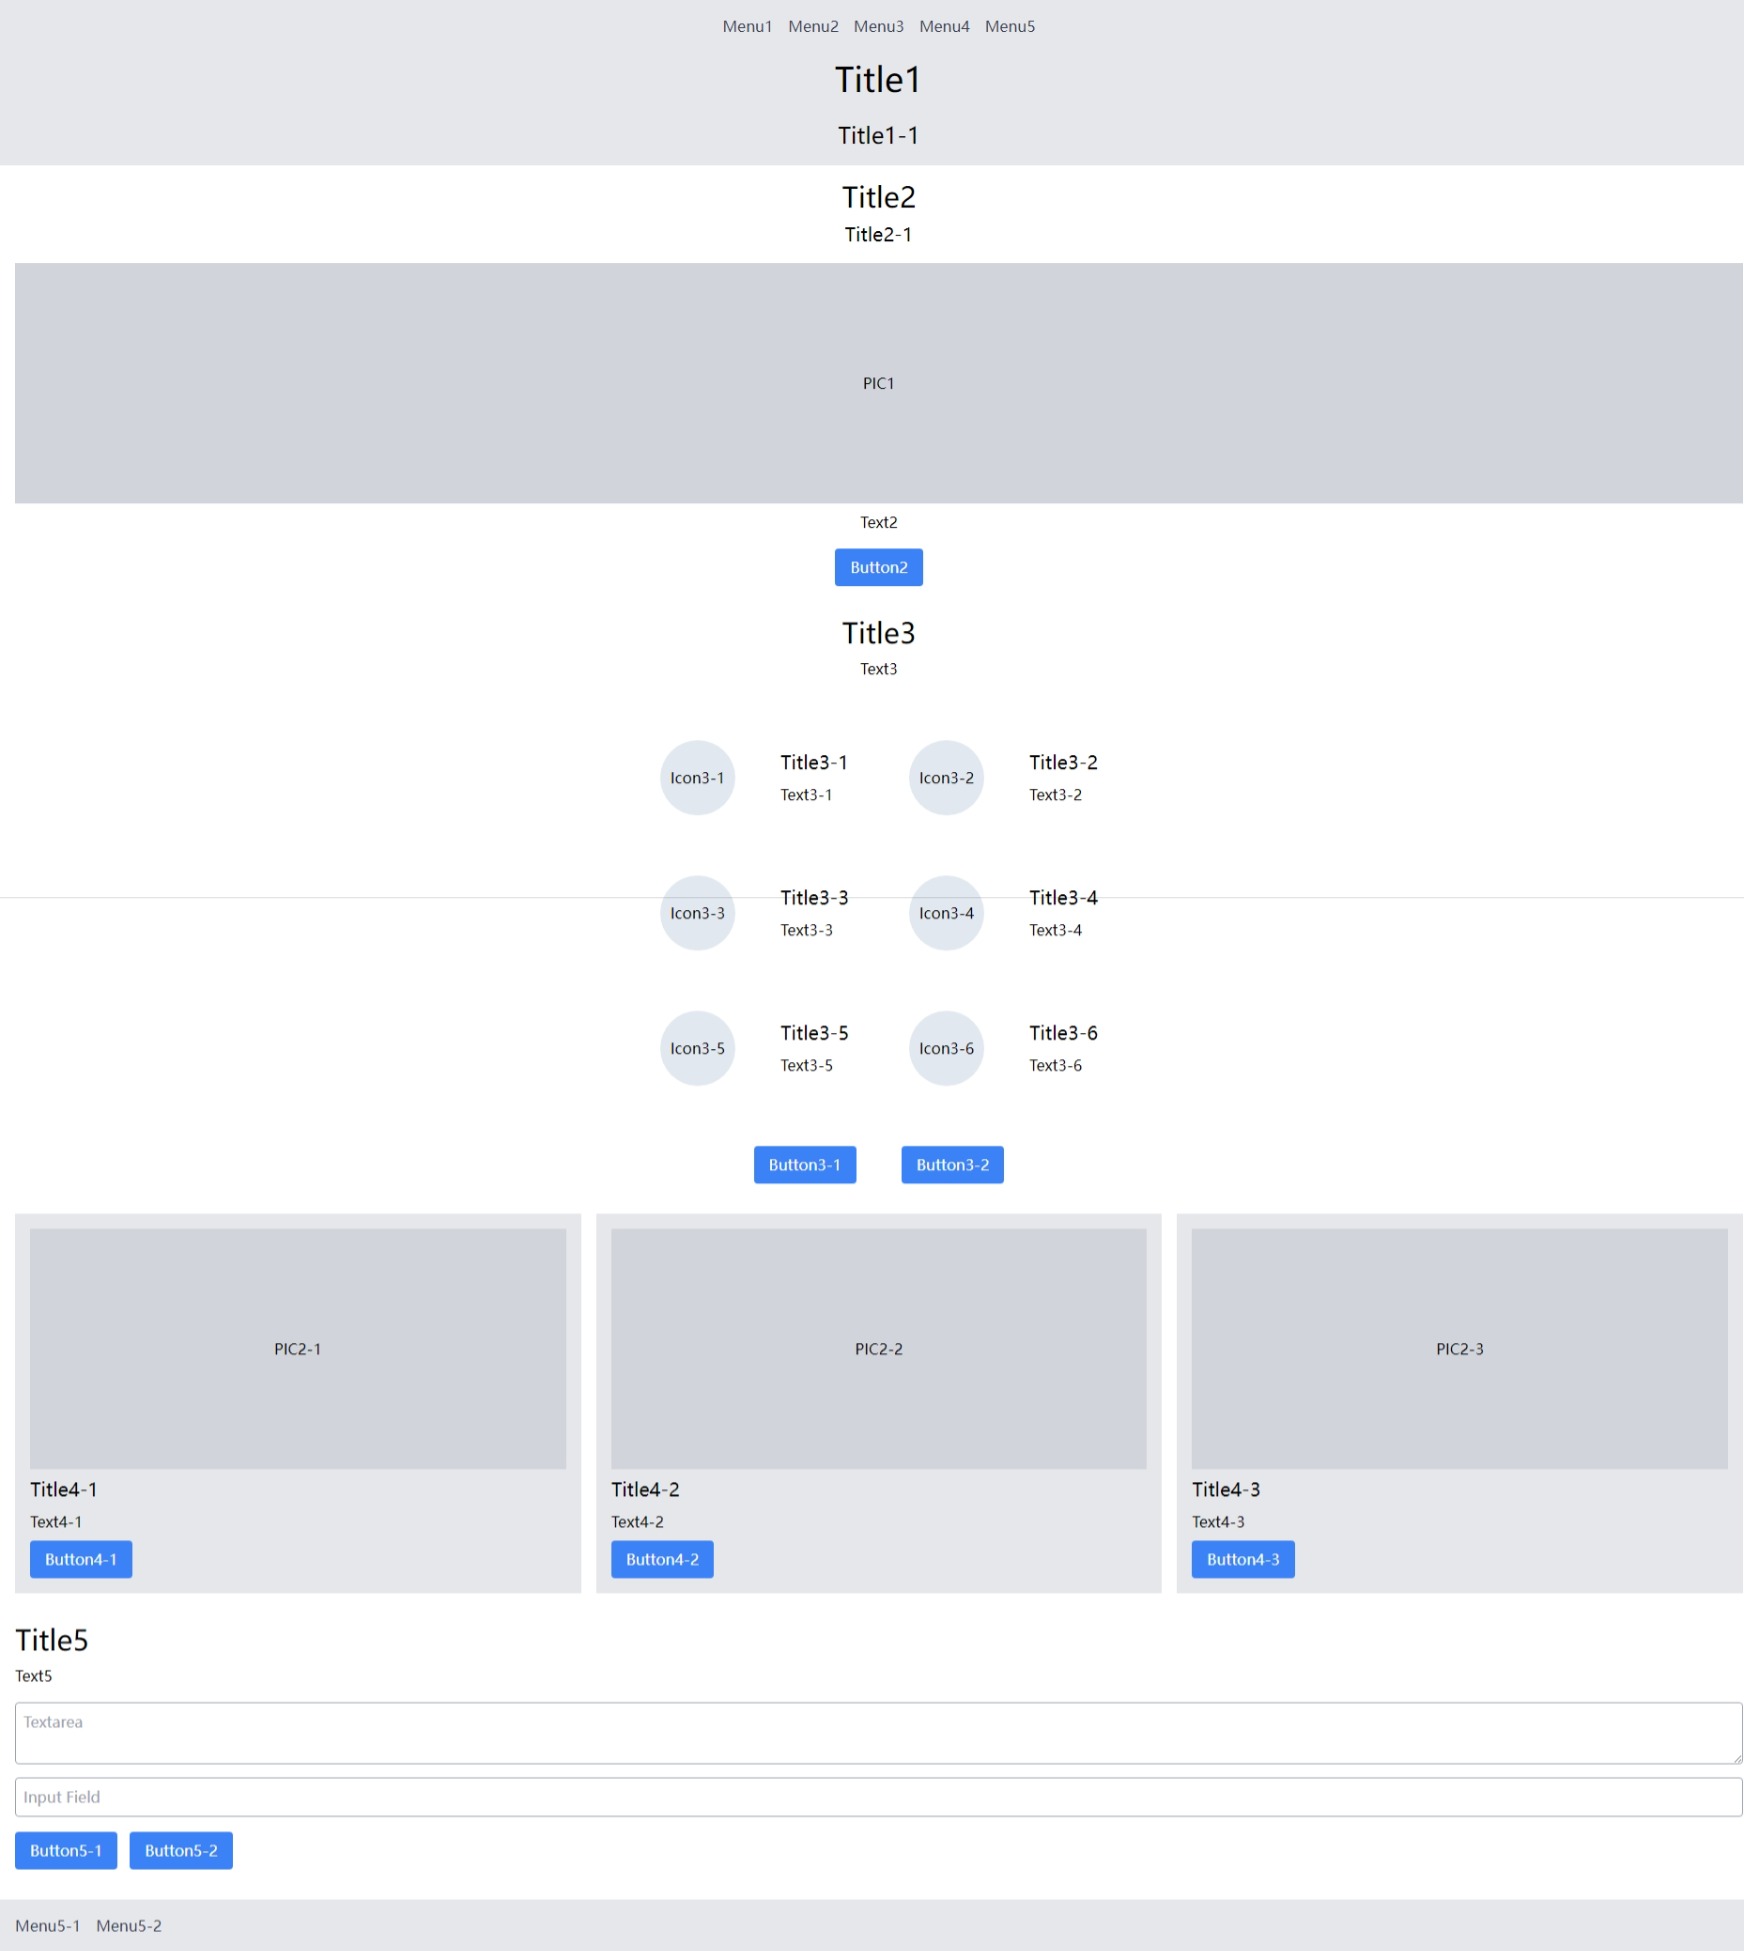 Menu1 Menu2 Menu3 Menu4 Menu5
Title1
Title1-1
Title2
Title2-1
PIC1
Text2
Button2
Title3
Text3
Icon3-1
Title3-1
Text3-1
Icon3-2
Title3-2
Text3-2
Icon3-3
Title3-3
Text3-3
Icon3-4
Title3-4
Text3-4
Icon3-5
Title3-5
Text3-5
Icon3-6
Title3-6
Text3-6
Button3-1 Button3-2
PIC2-1
Title4-1
Text4-1
Button4-1
PIC2-2
Title4-2
Text4-2
Button4-2
PIC2-3
Title4-3
Text4-3
Button4-3
Title5
Text5
Textarea
Input Field
Button5-1 Button5-2
Menu5-1 Menu5-2